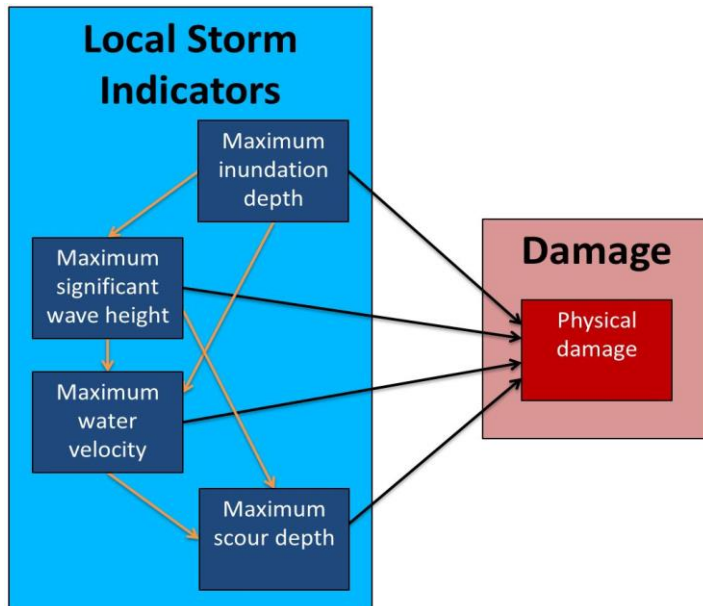 Local Storm
Indicators
Maximum
inundation
depth
Maximum
significant
wave height
Maximum
water
velocity
Maximum
scour depth
Damage
Physical
damage